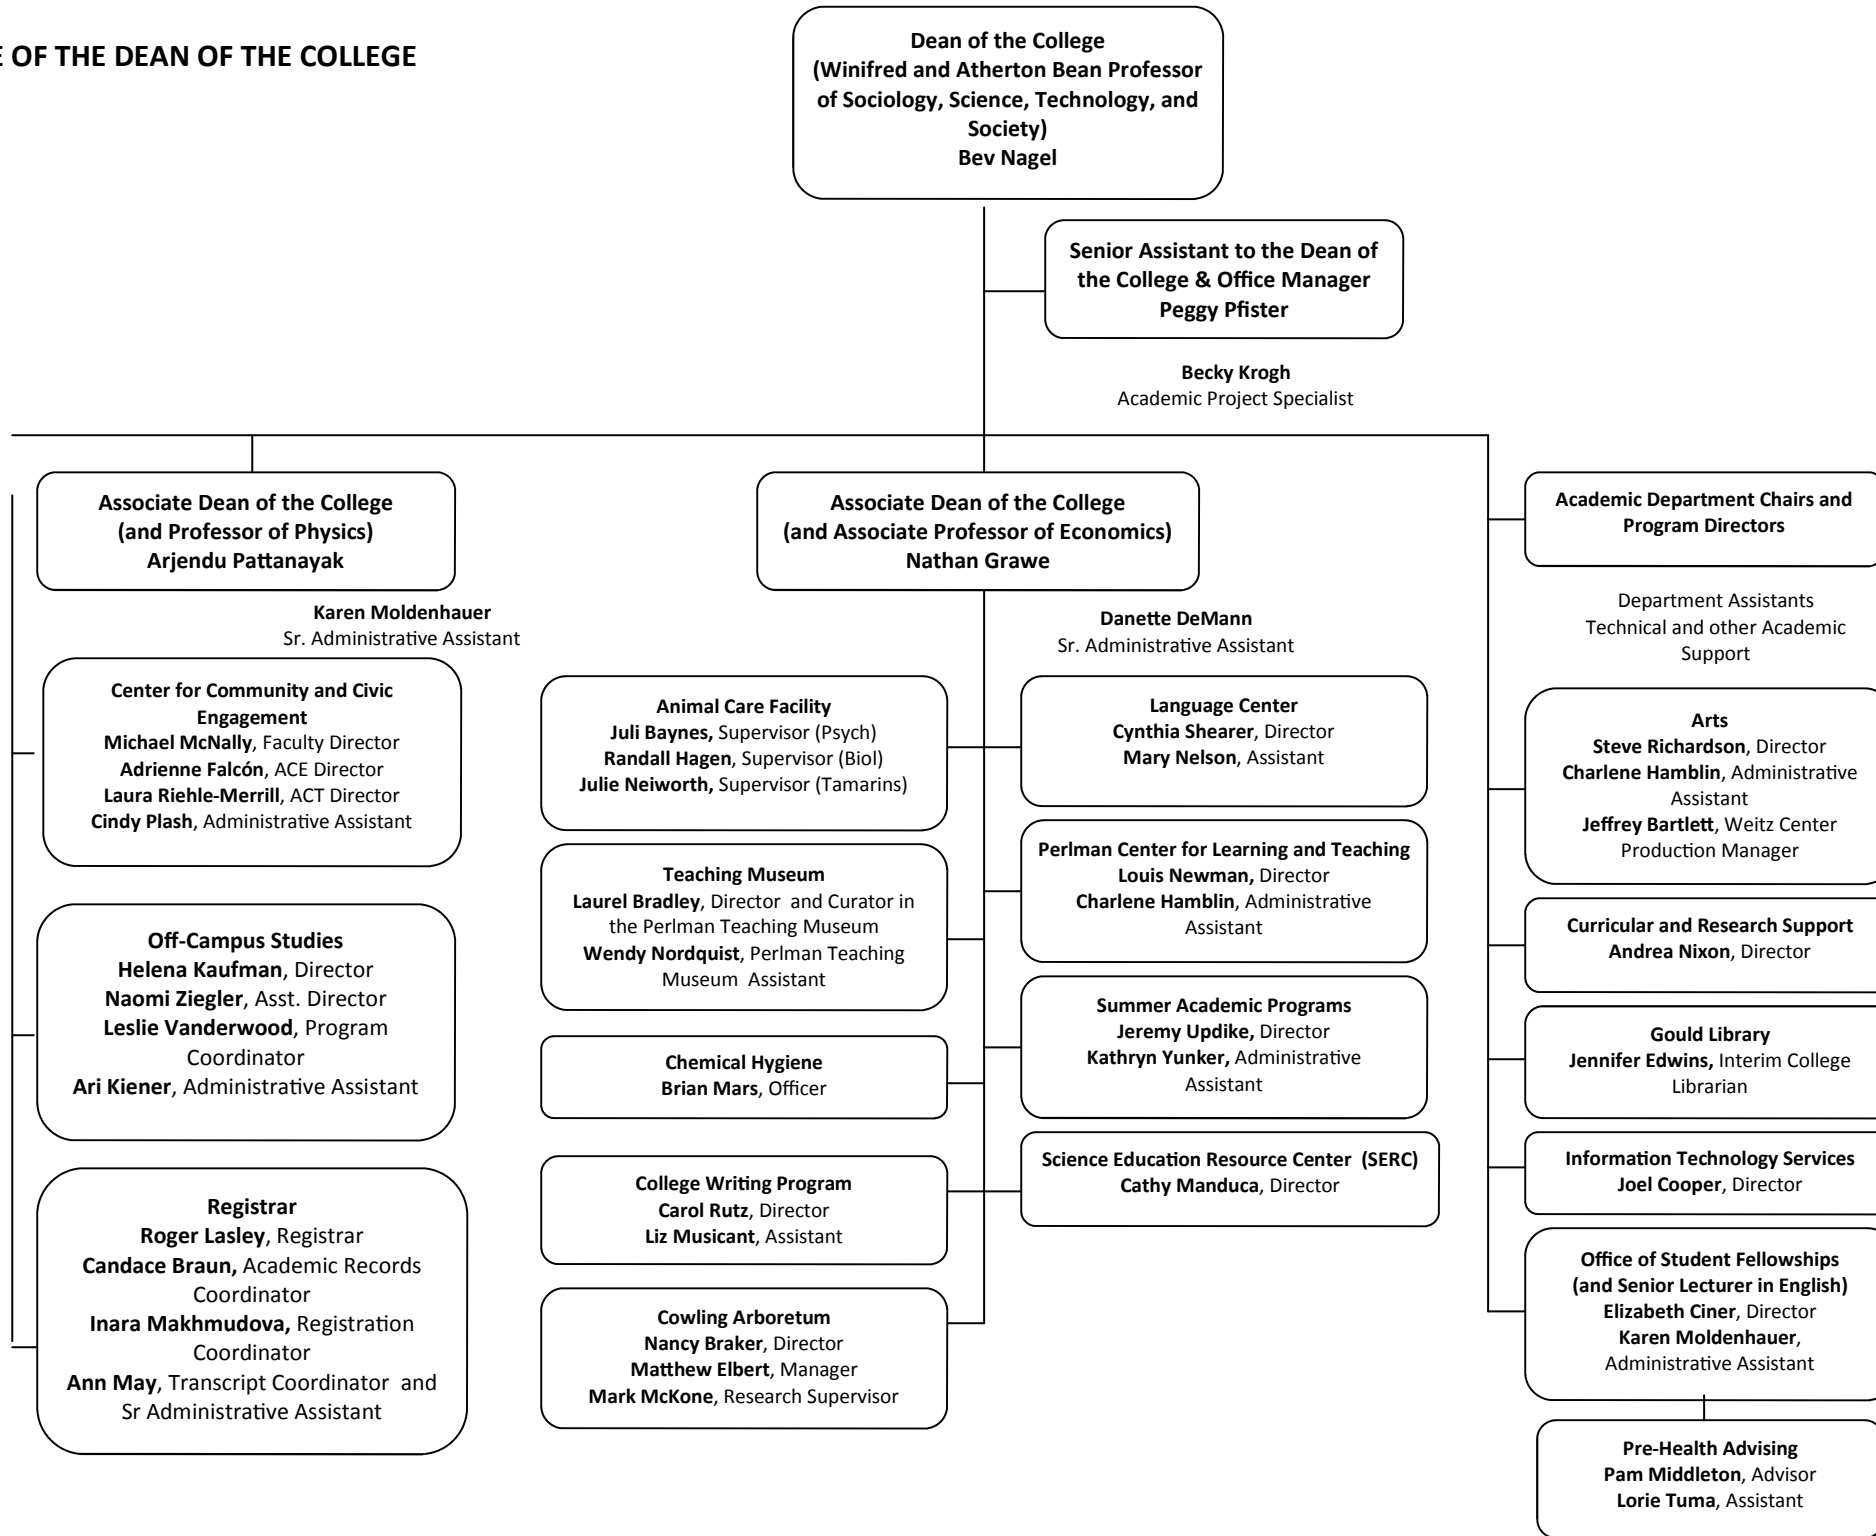 E OF THE DEAN OF THE COLLEGE
Dean of the College
(Winifred and Atherton Bean Professor
of Sociology, Science, Technology, and
Society)
Bev Nagel
Senior Assistant to the Dean of
the College & Office Manager
Peggy Pfister
Becky Krogh
Academic Project Specialist
Associate Dean of the College
(and Professor of Physics)
Arjendu Pattanayak
Karen Moldenhauer
Sr. Administrative Assistant
Center for Community and Civic
Engagement
Michael McNally, Faculty Director
Adrienne Falcón, ACE Director
Laura Riehle-Merrill, ACT Director
Cindy Plash, Administrative Assistant
Off-Campus Studies
Helena Kaufman, Director
Naomi Ziegler, Asst. Director
Leslie Vanderwood, Program
Coordinator
Ari Kiener, Administrative Assistant
Registrar
Roger Lasley, Registrar
Candace Braun, Academic Records
Coordinator
Inara Makhmudova, Registration
Coordinator
Ann May, Transcript Coordinator and
Sr Administrative Assistant
Associate Dean of the College
(and Associate Professor of Economics)
Nathan Grawe
Danette DeMann
Sr. Administrative Assistant
Animal Care Facility
Juli Baynes, Supervisor (Psych)
Randall Hagen, Supervisor (Biol)
Julie Neiworth, Supervisor (Tamarins)
Teaching Museum
Laurel Bradley, Director and Curator in
the Perlman Teaching Museum
Wendy Nordquist, Perlman Teaching
Museum Assistant
Chemical Hygiene
Brian Mars, Officer
College Writing Program
Carol Rutz, Director
Liz Musicant, Assistant
Cowling Arboretum
Nancy Braker, Director
Matthew Elbert, Manager
Mark McKone, Research Supervisor
Language Center
Cynthia Shearer, Director
Mary Nelson, Assistant
Perlman Center for Learning and Teaching
Louis Newman, Director
Charlene Hamblin, Administrative
Assistant
Summer Academic Programs
Jeremy Updike, Director
Kathryn Yunker, Administrative
Assistant
Science Education Resource Center (SERC)
Cathy Manduca, Director
Academic Department Chairs and
Program Directors
Department Assistants
Technical and other Academic
Support
Arts
Steve Richardson, Director
Charlene Hamblin, Administrative
Assistant
Jeffrey Bartlett, Weitz Center
Production Manager
Curricular and Research Support
Andrea Nixon, Director
Gould Library
Jennifer Edwins, Interim College
Librarian
Information Technology Services
Joel Cooper, Director
Office of Student Fellowships
(and Senior Lecturer in English)
Elizabeth Ciner, Director
Karen Moldenhauer,
Administrative Assistant
Pre-Health Advising
Pam Middleton, Advisor
Lorie Tuma, Assistant